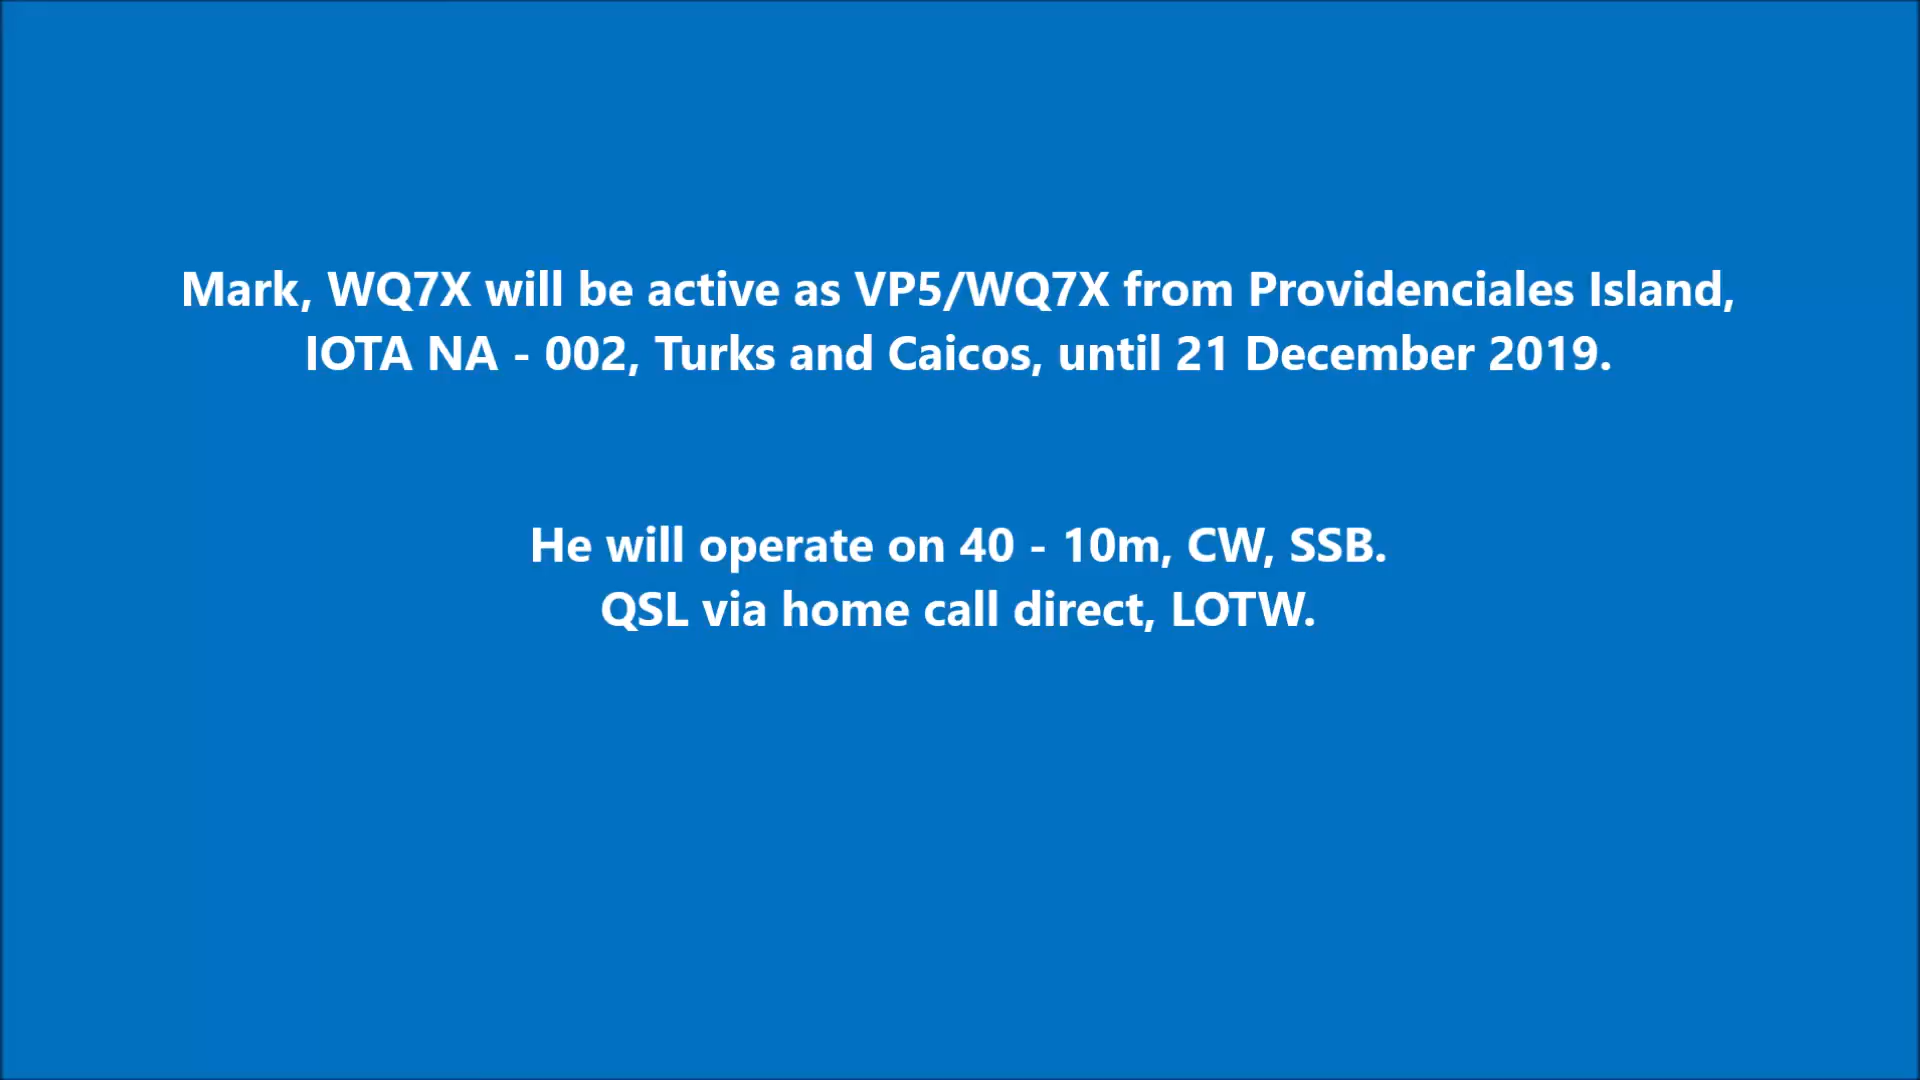 Mark, WQ7X will be active as VP5/WQ7X from Providenciales Island,
IOTA NA - 002, Turks and Caicos, until 21 December 2019.
He will operate on 40 - 10m, CW, SSB.
QSL via home call direct, LOTW.